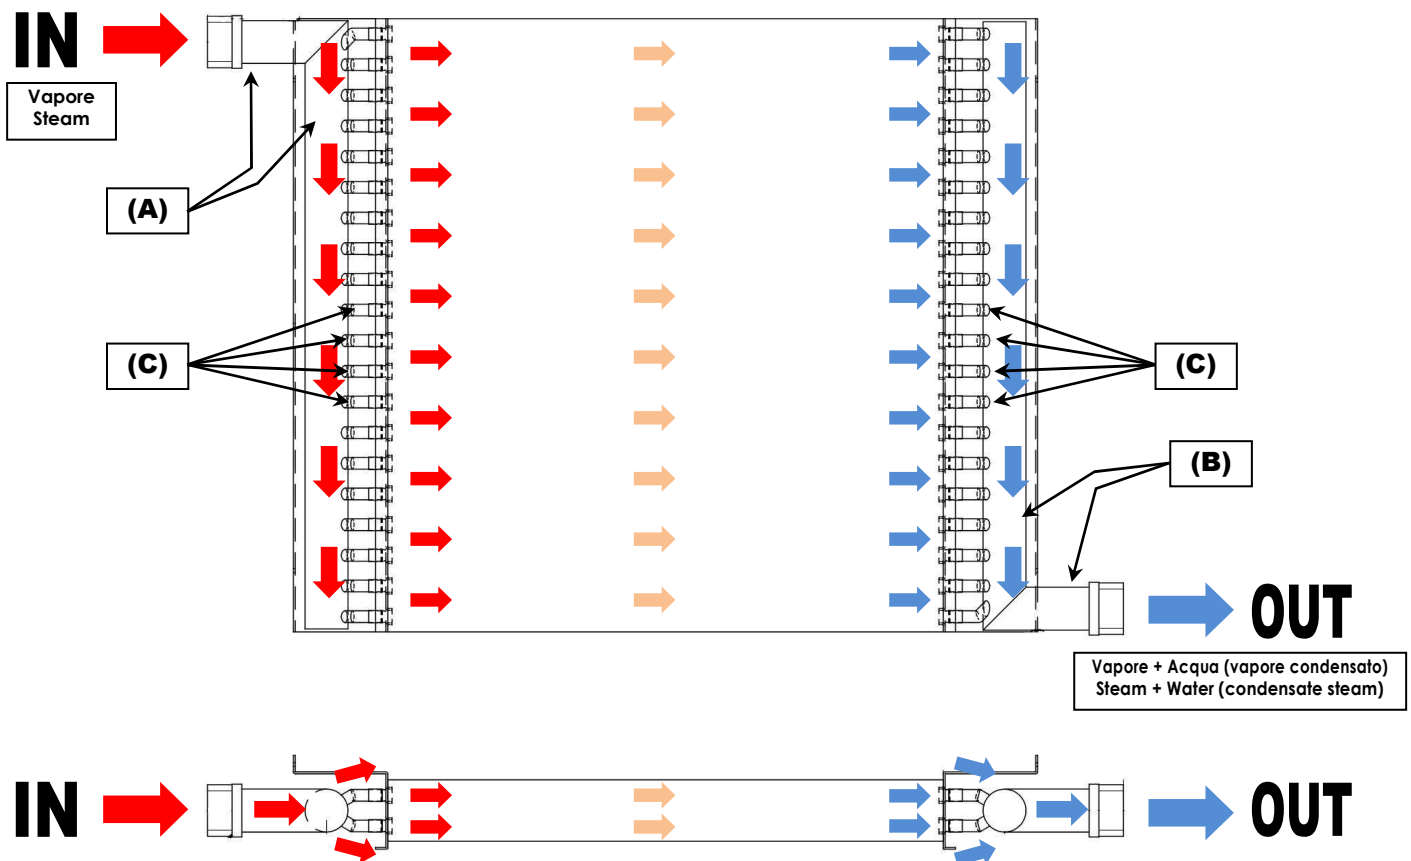 IN
Vapore
Steam
(A)
(C)
(C)
(B)
OUT
Vapore + Acqua (vapore condensato)
Steam + Water (condensate steam)
IN
OUT